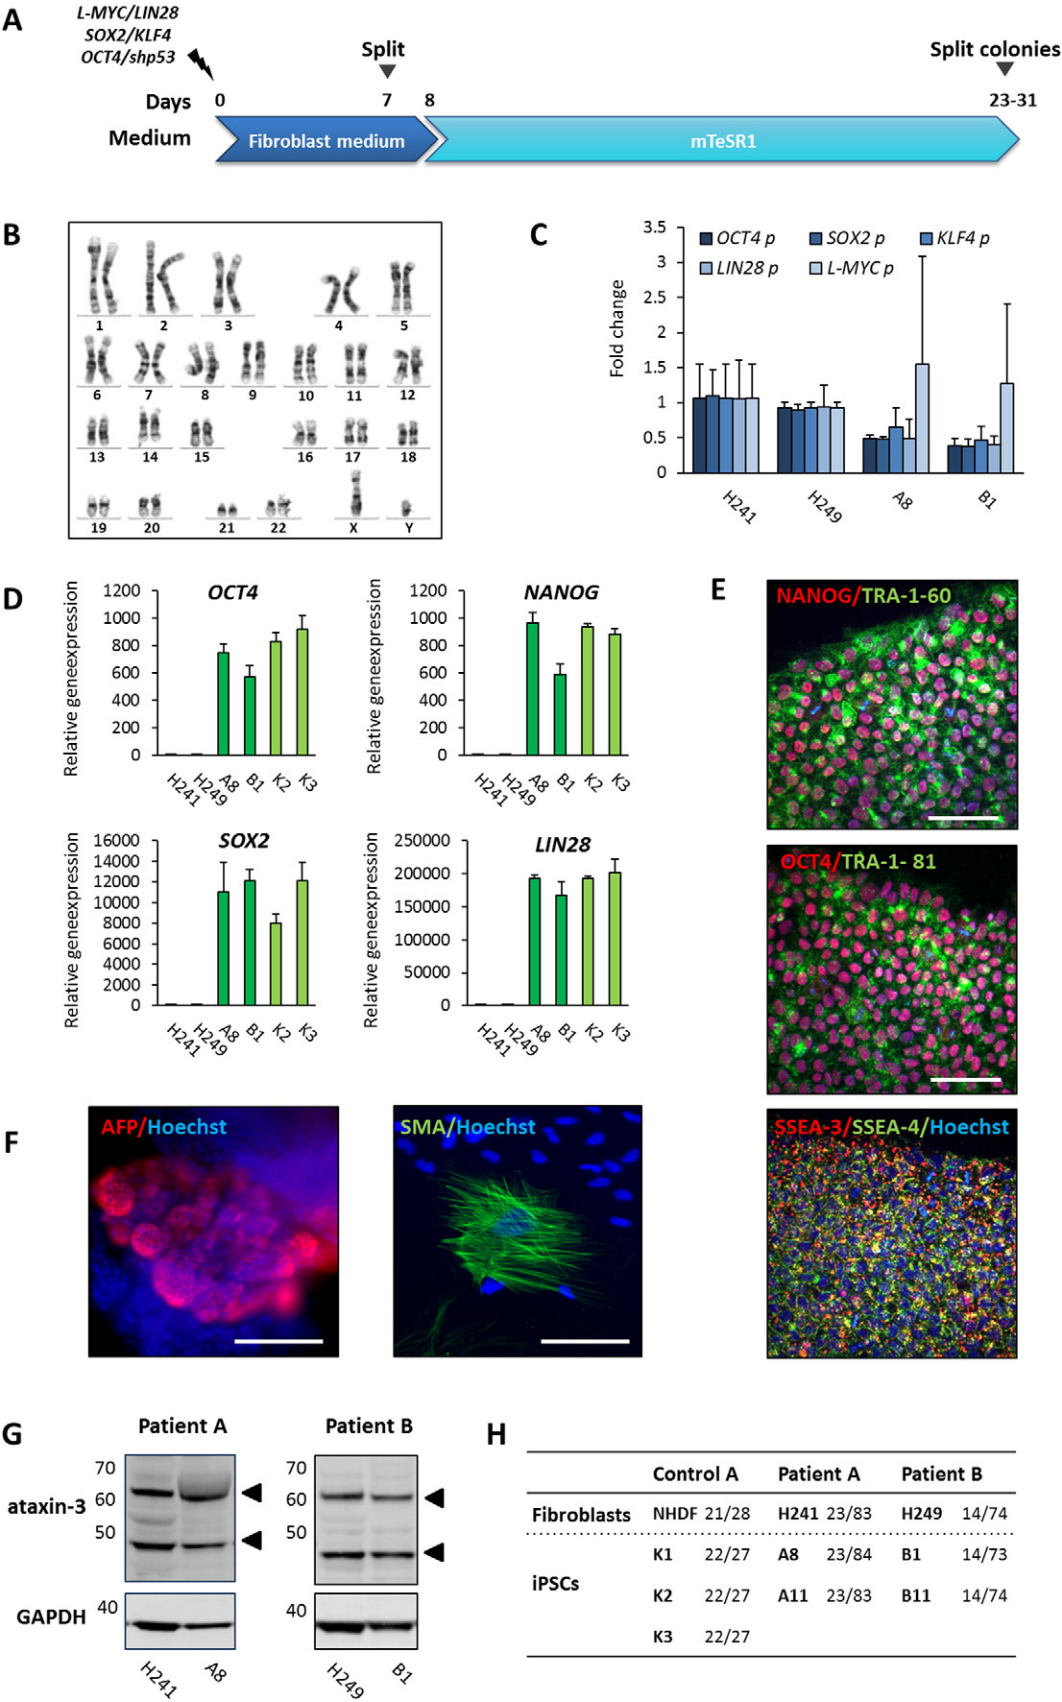 A
L-MYC/LIN28
SOX2/KLF4
OCT4/shp53
Split
Split colonies
Days 0 7 8 23-31
Medium Fibroblast medium mTeSR1
B
1 2 3 4 5
6 7 8 9 10 11 12
13 14 15 16 17 18
19 20 21 22 X Y
C
Fold change
3.5
3
2.5
2
1.5
1
0.5
0
OCT4 p SOX2 p KLF4 p
LIN28 p L-MYC p
H241 H249 A8 B1
D
OCT4
Relative geneexpression
1200
1000
800
600
400
200
0
H241 H249 A8 B1 K2 K3
NANOG
Relative geneexpression
1200
1000
800
600
400
200
0
H241 H249 A8 B1 K2 K3
SOX2
Relative geneexpression
16000
14000
12000
10000
8000
6000
4000
2000
0
H241 H249 A8 B1 K2 K3
LIN28
Relative geneexpression
250000
200000
150000
100000
50000
0
H241 H249 A8 B1 K2 K3
E
NANOG/TRA-1-60
OCT4/TRA-1- 81
SSEA-3/SSEA-4/Hoechst
F
AFP/Hoechst
SMA/Hoechst
G
Patient A
Patient B
ataxin-3
70
60
50
70
60
50
GAPDH
40
40
H241 A8
H249 B1
H
Control A Patient A Patient B
Fibroblasts NHDF 21/28 H241 23/83 H249 14/74
iPSCs
K1 22/27 A8 23/84 B1 14/73
K2 22/27 A11 23/83 B11 14/74
K3 22/27